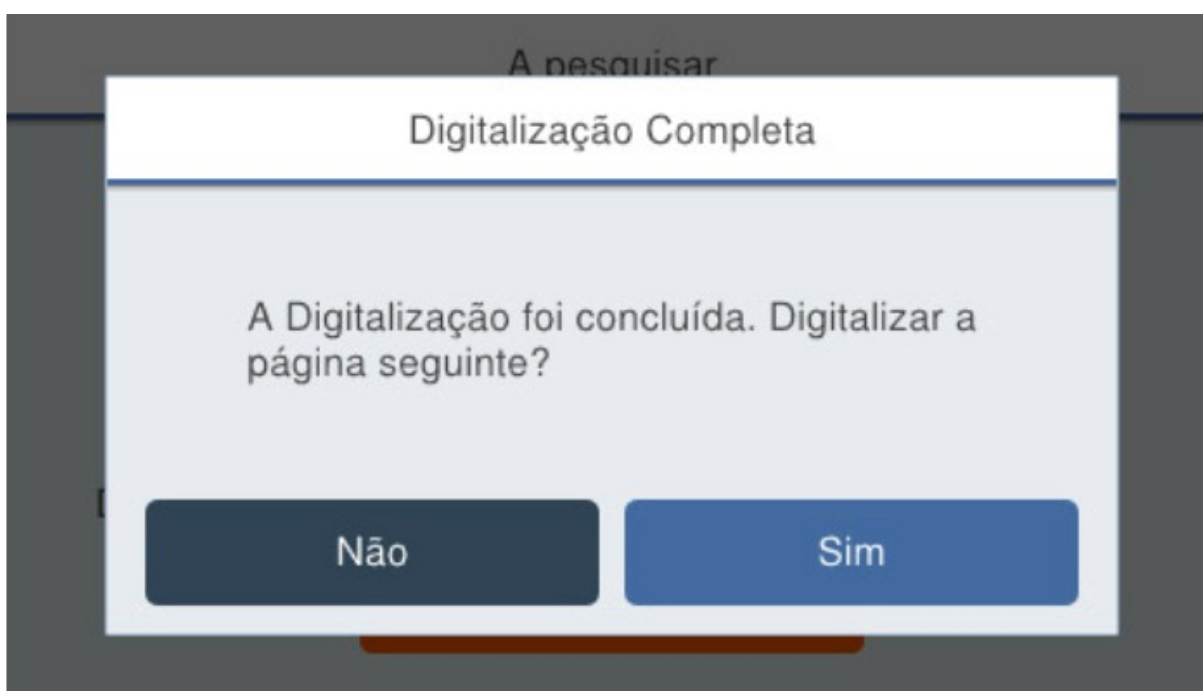 A pesquisar
Digitalização Completa
A Digitalização foi concluída. Digitalizar a
página seguinte?
Não
Sim